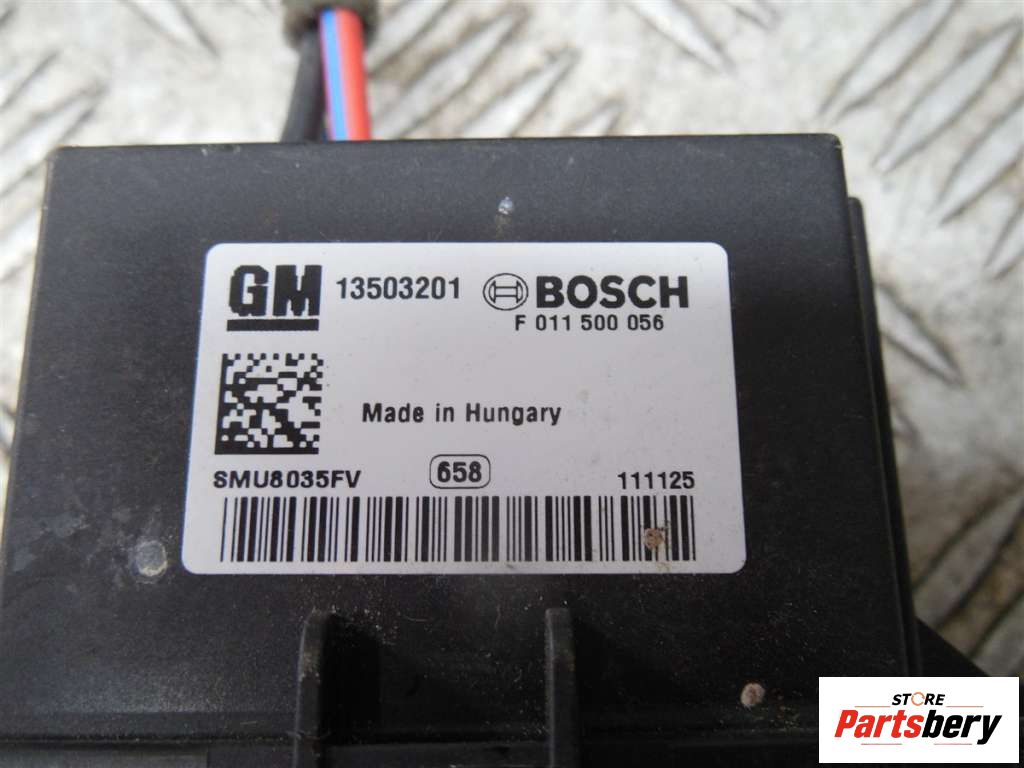 GM 13503201 BOSCH
F 011 500 056
Made in Hungary
SMU8035FV 658 111125
STORE
Partsbery